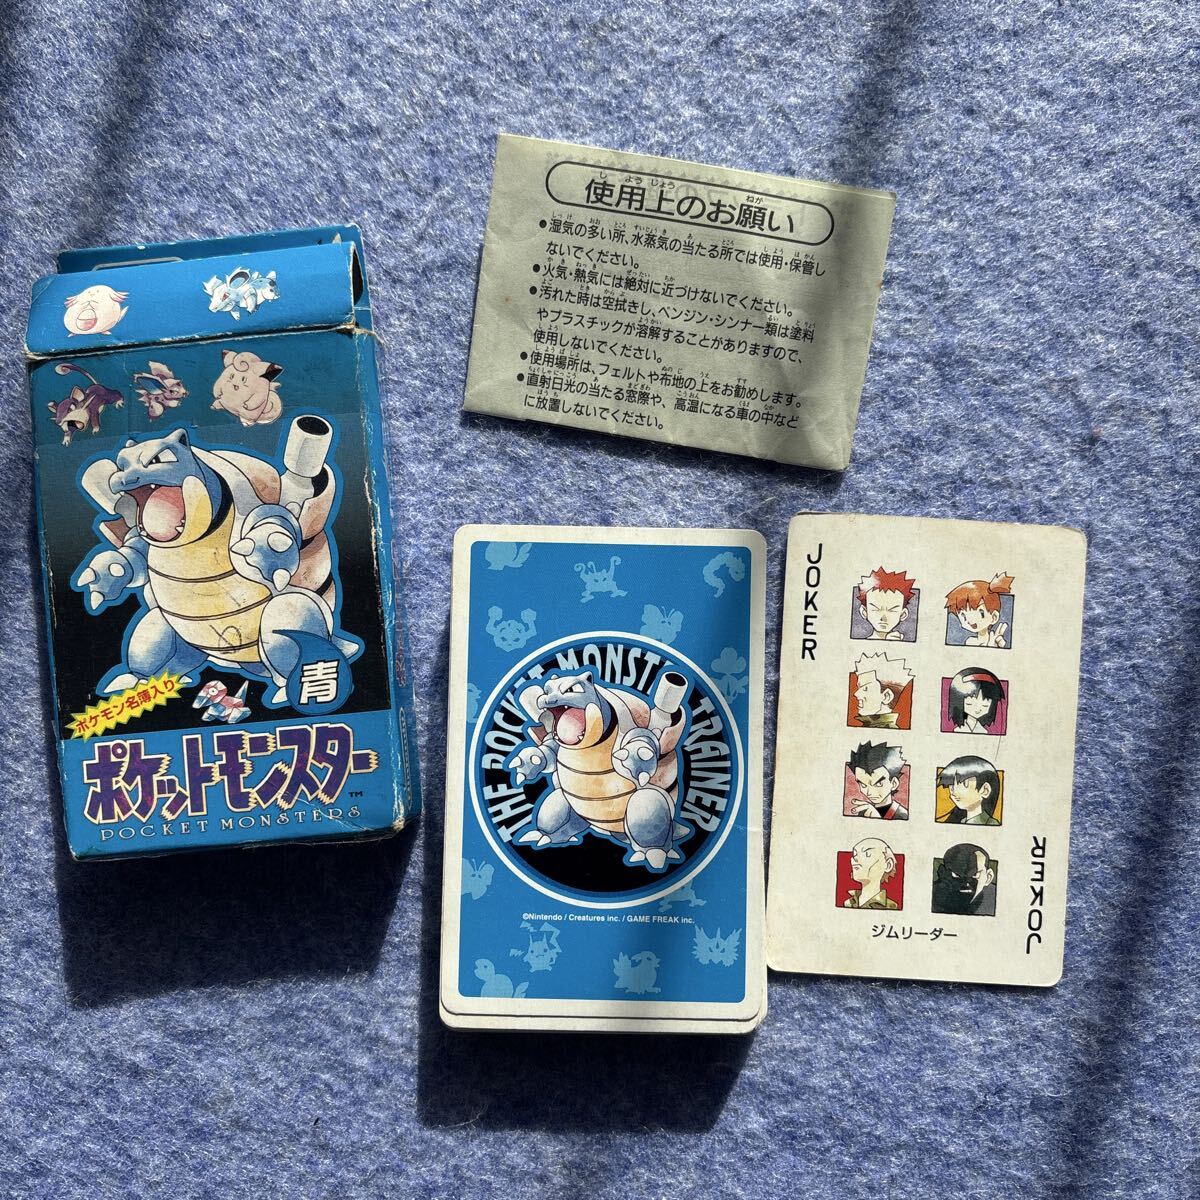 使用上のお願い
しようじょう ねが
●湿気の多い所、水蒸気の当たる所では使用・保管し
ないでください。
●火気・熱気には絶対に近づけないでください。
●汚れた時は空拭きし、ベンジン・シンナー類は塗料
やプラスチックが溶解することがありますので、
使用しないでください。
●使用場所は、フェルトや布地の上をお勧めします。
●直射日光の当たる窓際や、高温になる車の中など
に放置しないでください。
青
ポケモン名簿入り
ポケットモンスター
TM
POCKET MONSTERS
THE POCKET MONSTER TRAINER
©Nintendo / Creatures inc. / GAME FREAK inc.
JOKER
ジムリーダー
JOKER